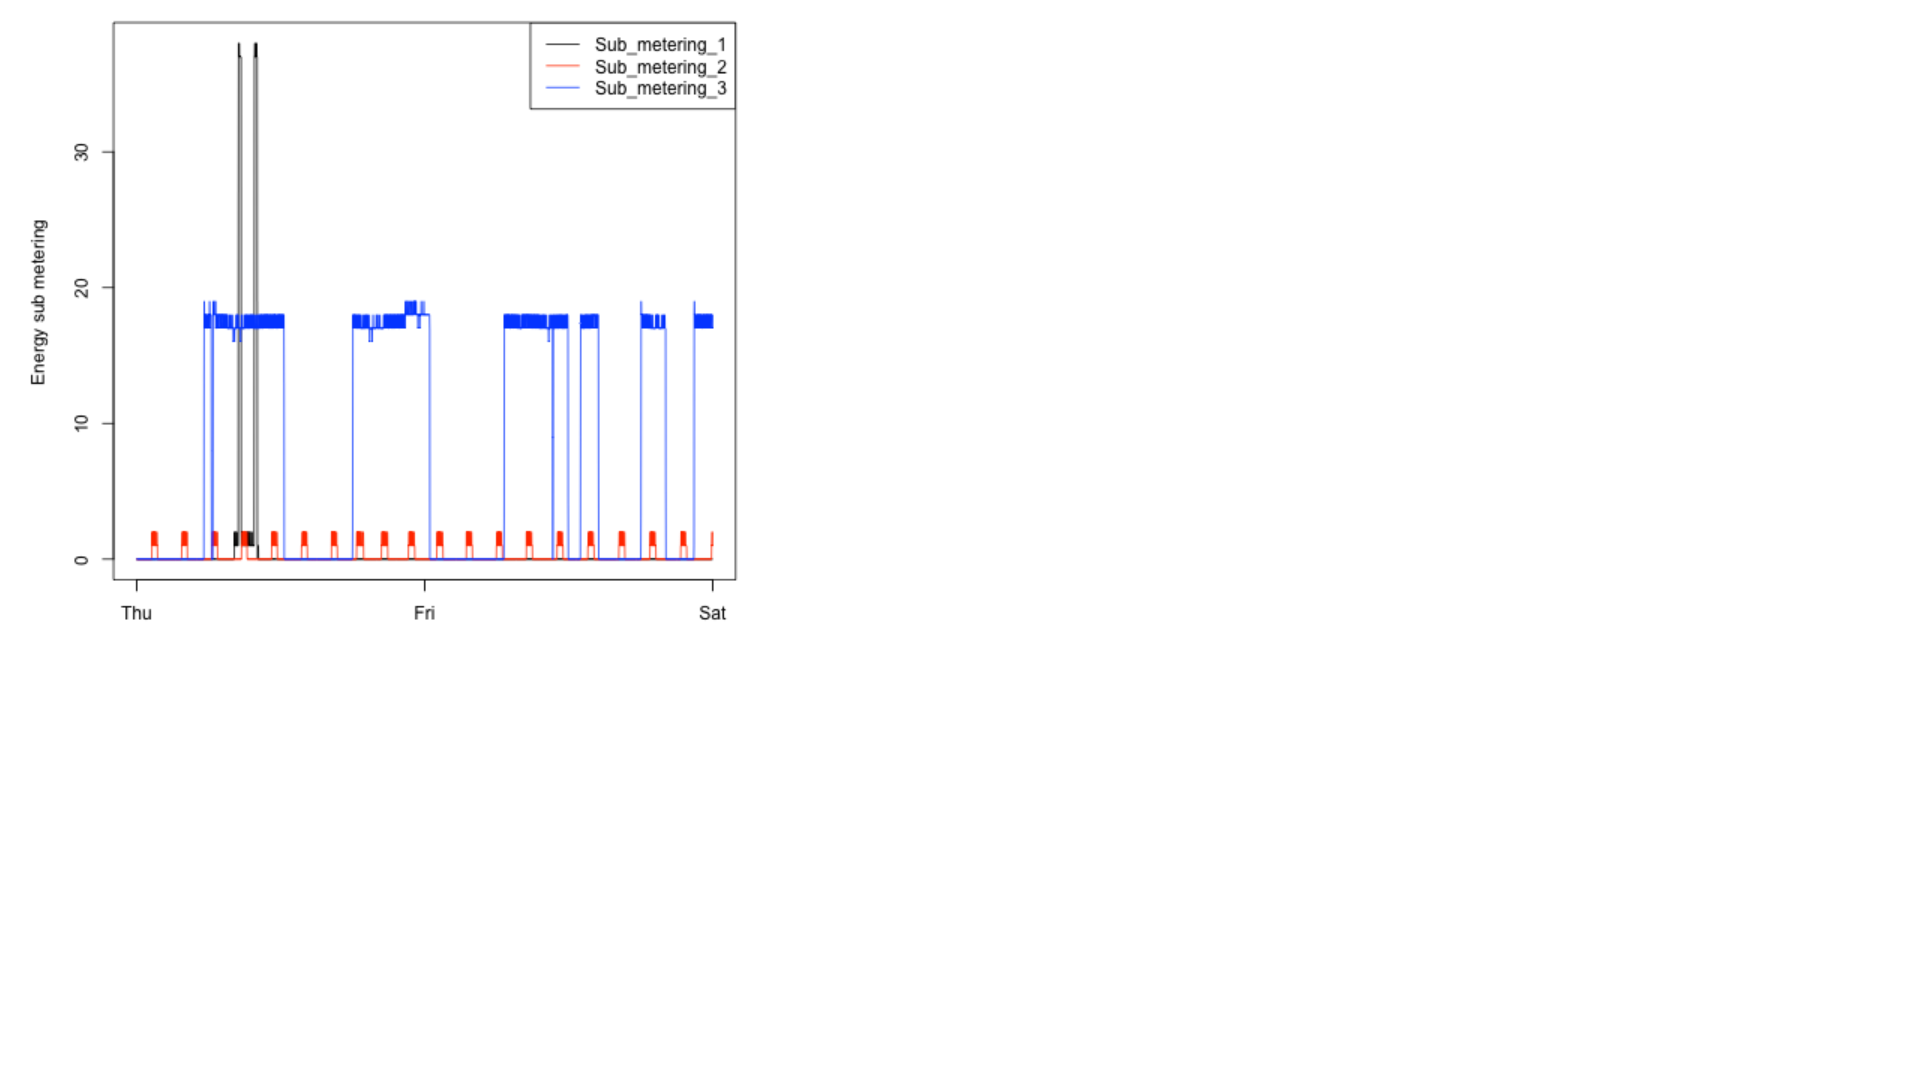 Sub_metering_1
Sub_metering_2
Sub_metering_3
30
20
10
0
Energy sub metering
Thu Fri Sat